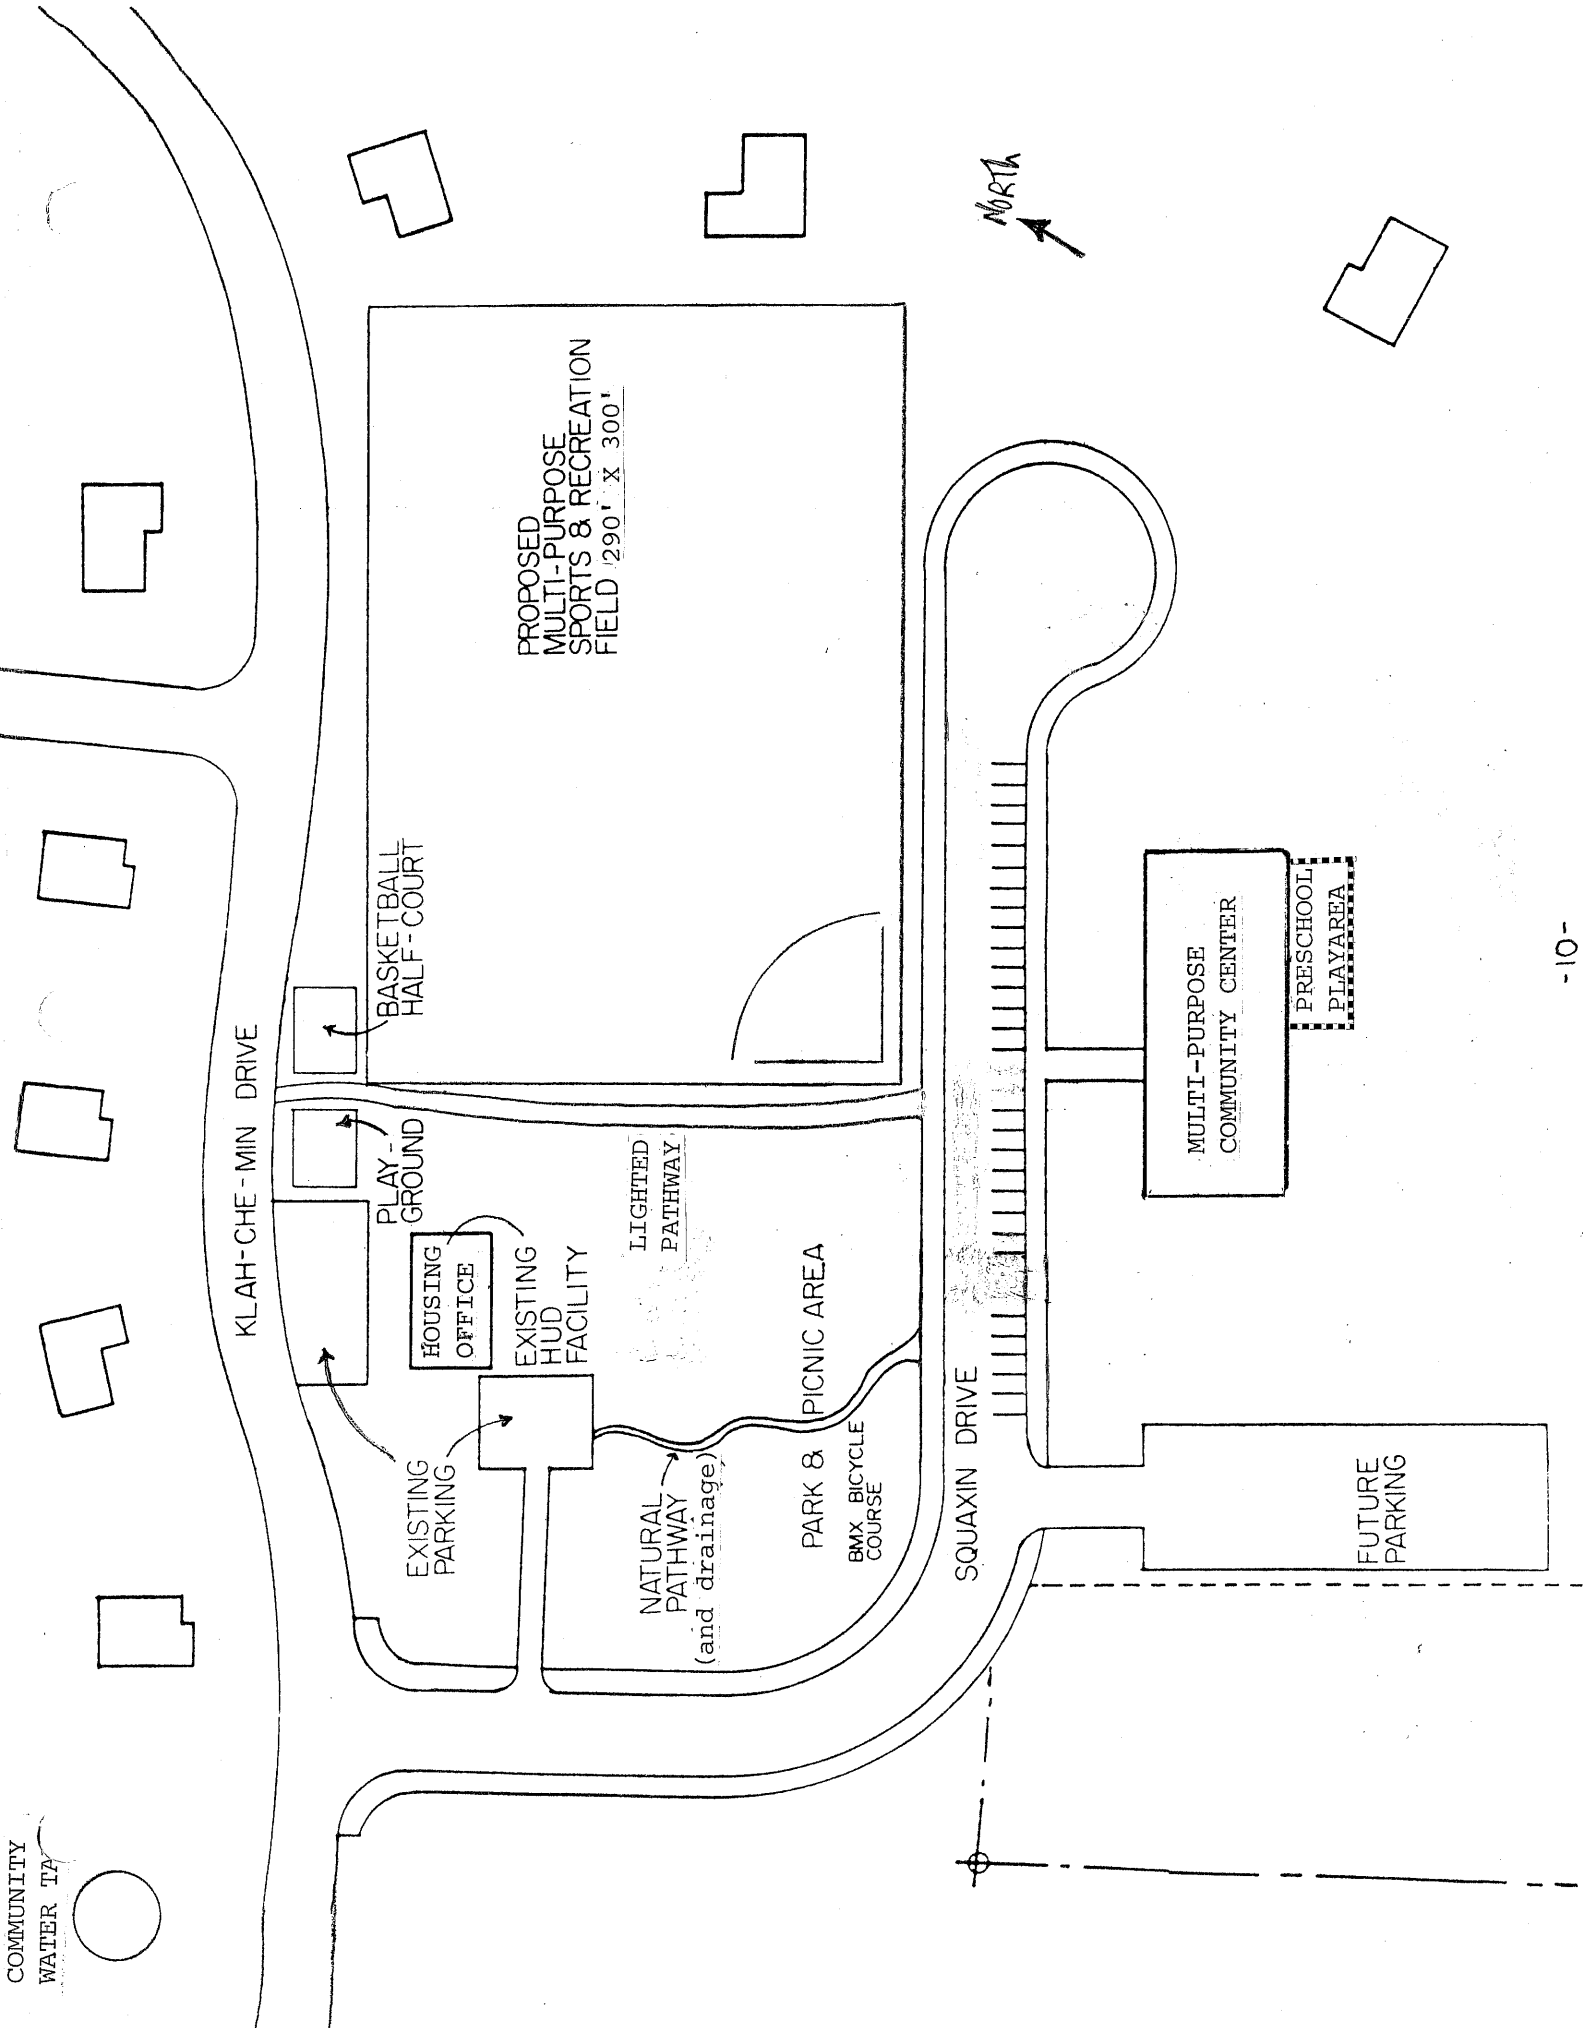 COMMUNITY
WATER TA
KLAH-CHE-MIN DRIVE
EXISTING
PARKING
PLAY-
GROUND
BASKETBALL
HALF-COURT
HOUSING
OFFICE
EXISTING
HUD
FACILITY
PROPOSED
MULTI-PURPOSE
SPORTS & RECREATION
FIELD 290' X 300'
NATURAL
PATHWAY
(and drainage)
LIGHTED
PATHWAY
PARK & PICNIC AREA
BMX BICYCLE
COURSE
SQUAXIN DRIVE
NORTH
MULTI-PURPOSE
COMMUNITY CENTER
PRESCHOOL
PLAYAREA
FUTURE
PARKING
-10-